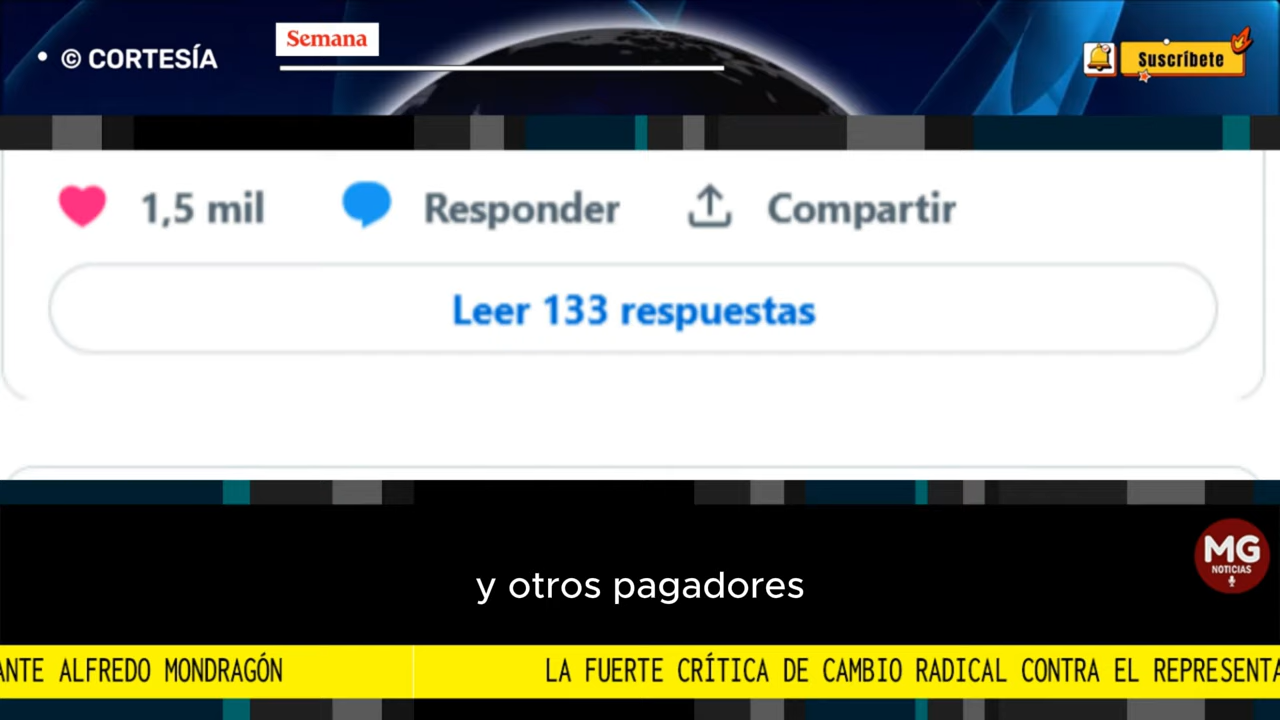 • © CORTESÍA
Semana
Suscríbete
1,5 mil
Responder
Compartir
Leer 133 respuestas
MG
NOTICIAS
y otros pagadores
ANTE ALFREDO MONDRAGÓN
LA FUERTE CRÍTICA DE CAMBIO RADICAL CONTRA EL REPRESENTA